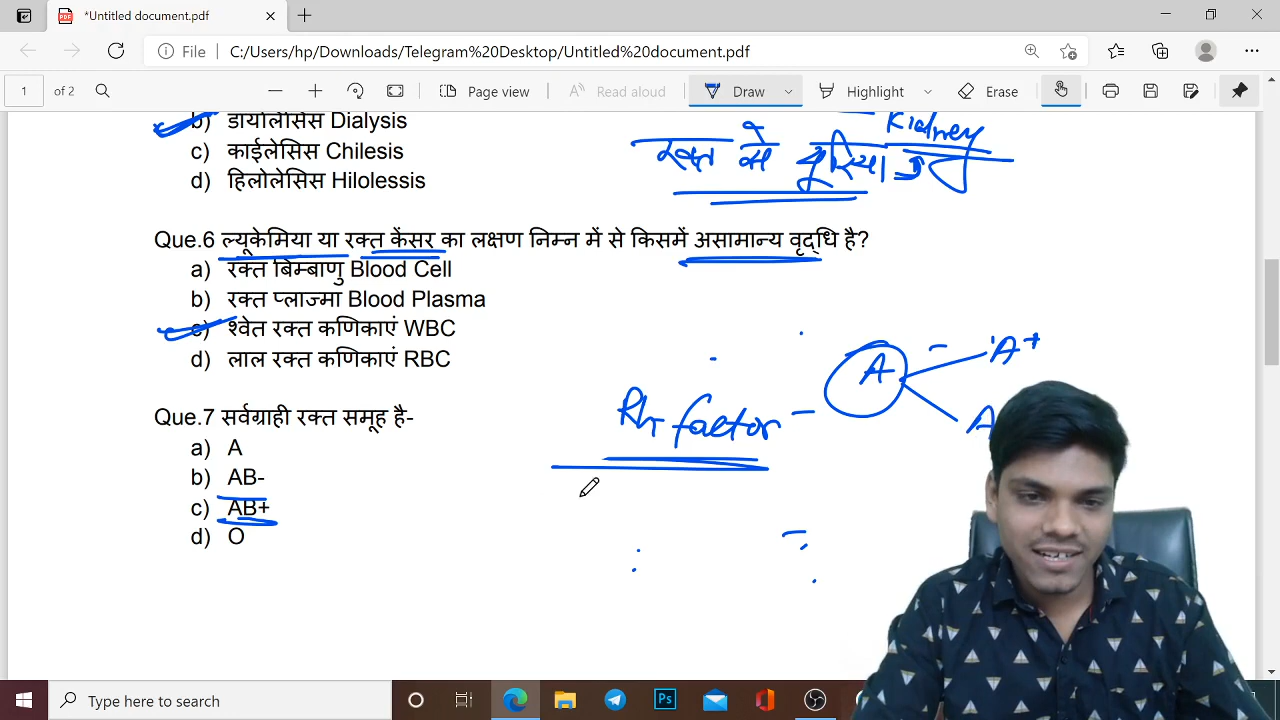 *Untitled document.pdf
File C:/Users/hp/Downloads/Telegram%20Desktop/Untitled%20document.pdf
1 of 2 Page view Read aloud Draw Highlight Erase
b) डायलिसिस Dialysis
c) काईलेसिस Chilesis
d) हिलोलेसिस Hilolessis
Kidney
रक्त में यूरिया
Que.6 ल्यूकेमिया या रक्त केंसर का लक्षण निम्न में से किसमें असामान्य वृद्धि है?
a) रक्त बिम्बाणु Blood Cell
b) रक्त प्लाज्मा Blood Plasma
c) श्वेत रक्त कणिकाएं WBC
d) लाल रक्त कणिकाएं RBC
Rh factor - A A+
A
Que.7 सर्वग्राही रक्त समूह है-
a) A
b) AB-
c) AB+
d) O
Type here to search
Ps